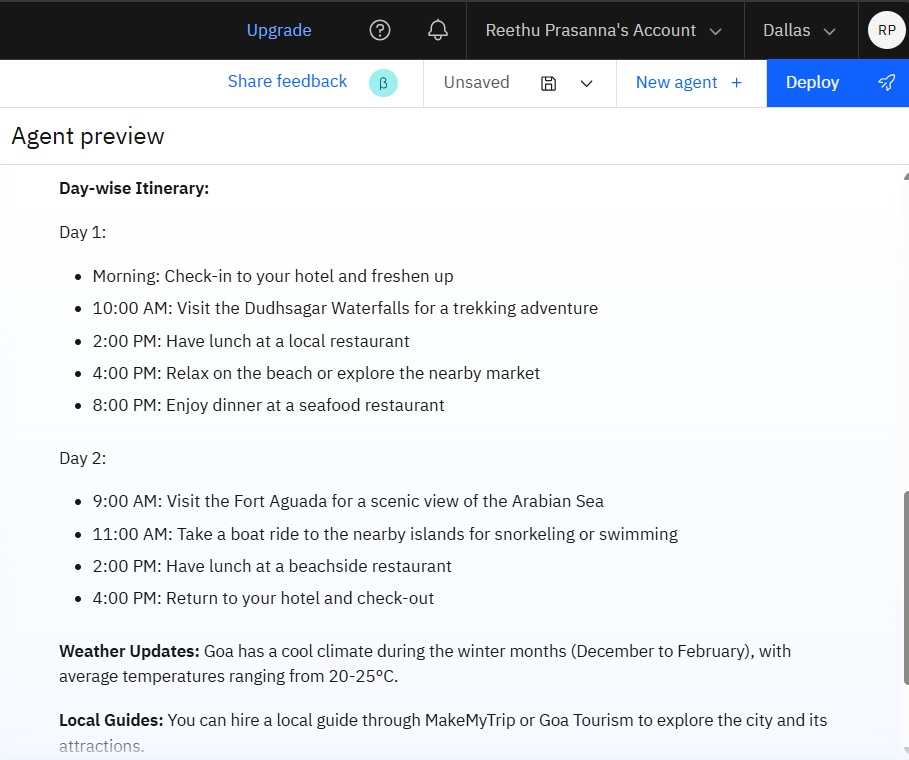 Upgrade Reethu Prasanna's Account Dallas RP
Share feedback β Unsaved New agent + Deploy
Agent preview
Day-wise Itinerary:
Day 1:
• Morning: Check-in to your hotel and freshen up
• 10:00 AM: Visit the Dudhsagar Waterfalls for a trekking adventure
• 2:00 PM: Have lunch at a local restaurant
• 4:00 PM: Relax on the beach or explore the nearby market
• 8:00 PM: Enjoy dinner at a seafood restaurant
Day 2:
• 9:00 AM: Visit the Fort Aguada for a scenic view of the Arabian Sea
• 11:00 AM: Take a boat ride to the nearby islands for snorkeling or swimming
• 2:00 PM: Have lunch at a beachside restaurant
• 4:00 PM: Return to your hotel and check-out
Weather Updates: Goa has a cool climate during the winter months (December to February), with
average temperatures ranging from 20-25°C.
Local Guides: You can hire a local guide through MakeMyTrip or Goa Tourism to explore the city and its
attractions.